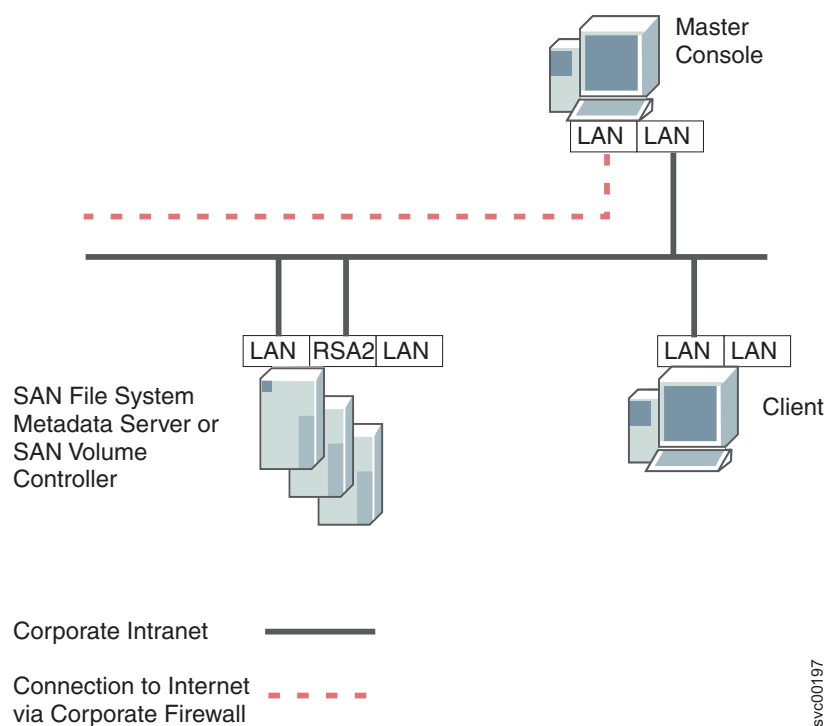 Master
Console
LAN LAN
LAN RSA2 LAN
LAN LAN
SAN File System
Metadata Server or
SAN Volume
Controller
Client
Corporate Intranet
Connection to Internet
via Corporate Firewall
svc00197